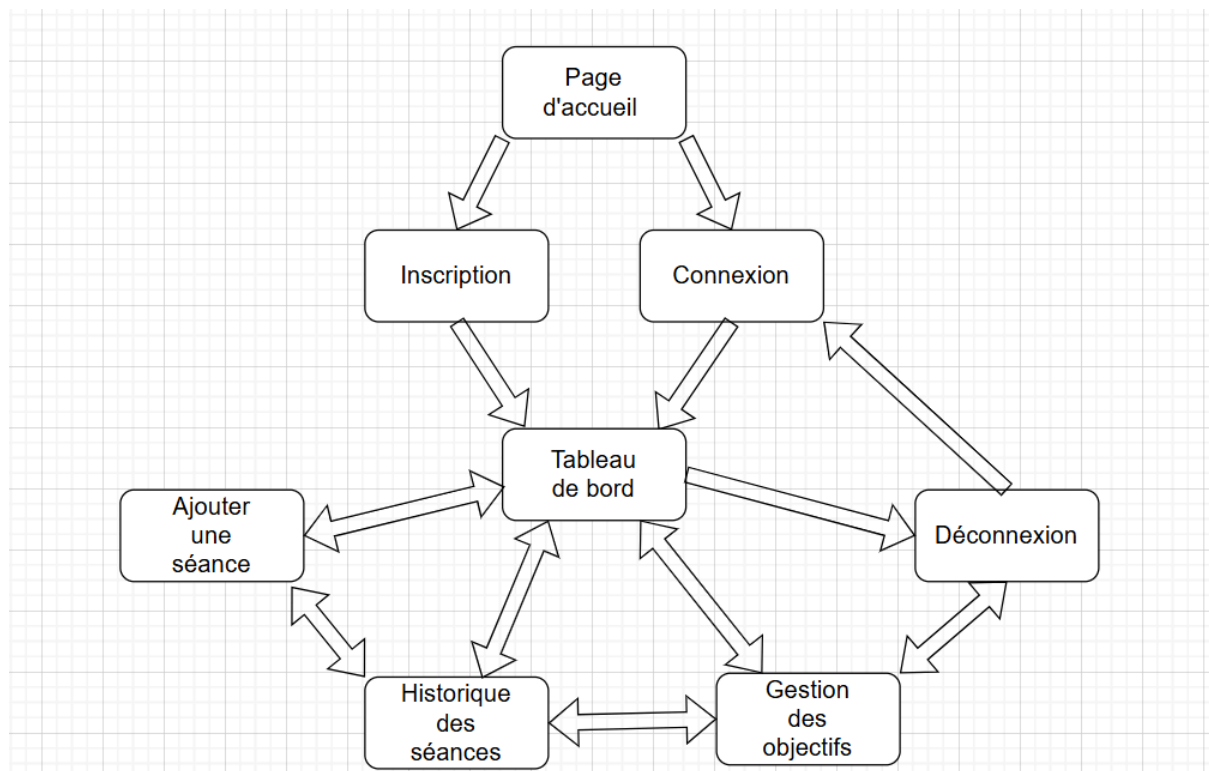 Page
d'accueil
Inscription
Connexion
Tableau
de bord
Ajouter
une
séance
Déconnexion
Historique
des
séances
Gestion
des
objectifs